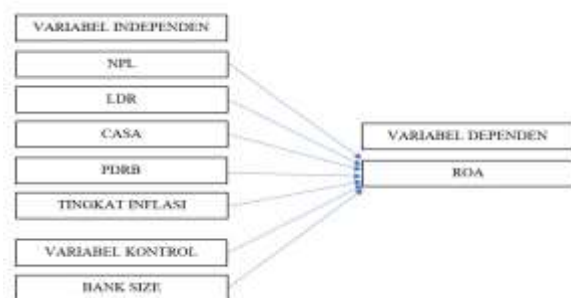 VARIABEL INDEPENDEN
NPL
LDR
CASA
PDRB
TINGKAT INFLASI
VARIABEL KONTROL
BANK SIZE
VARIABEL DEPENDEN
ROA